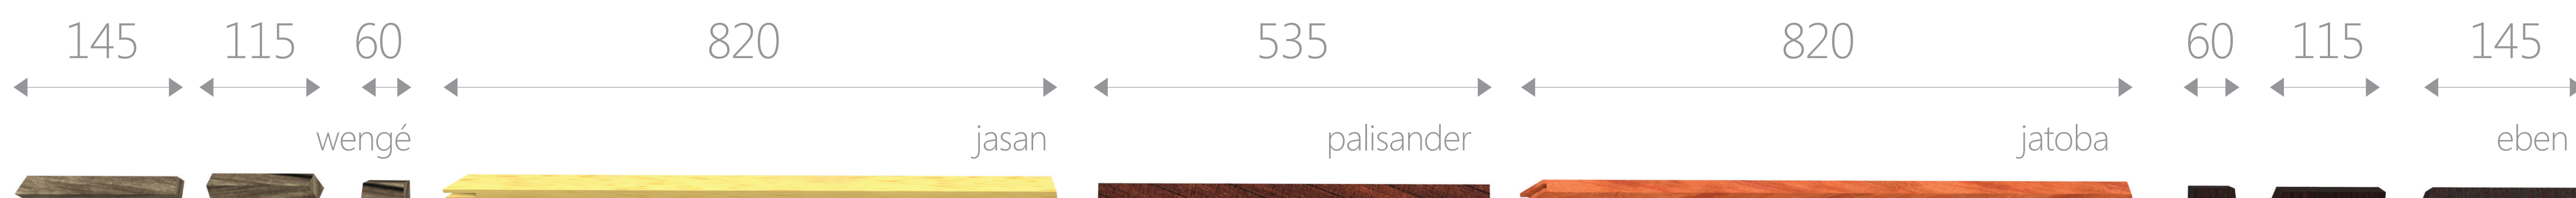 145 115 60 820 535 820 60 115 145
wengé jasan palisander jatoba eben